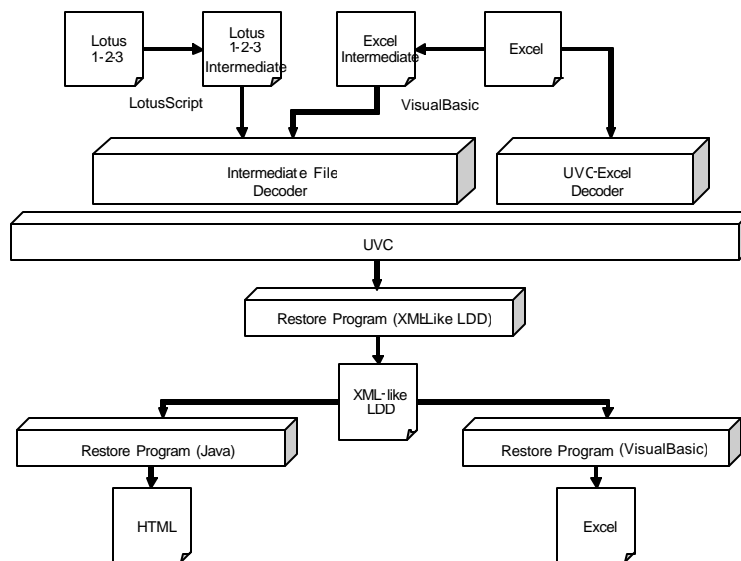 Lotus
1-2-3
Lotus
1-2-3
Intermediate
Excel
Intermediate
Excel
LotusScript
VisualBasic
Intermediate File
Decoder
UVC-Excel
Decoder
UVC
Restore Program (XML-Like LDD)
XML-like
LDD
Restore Program (Java)
Restore Program (VisualBasic)
HTML
Excel